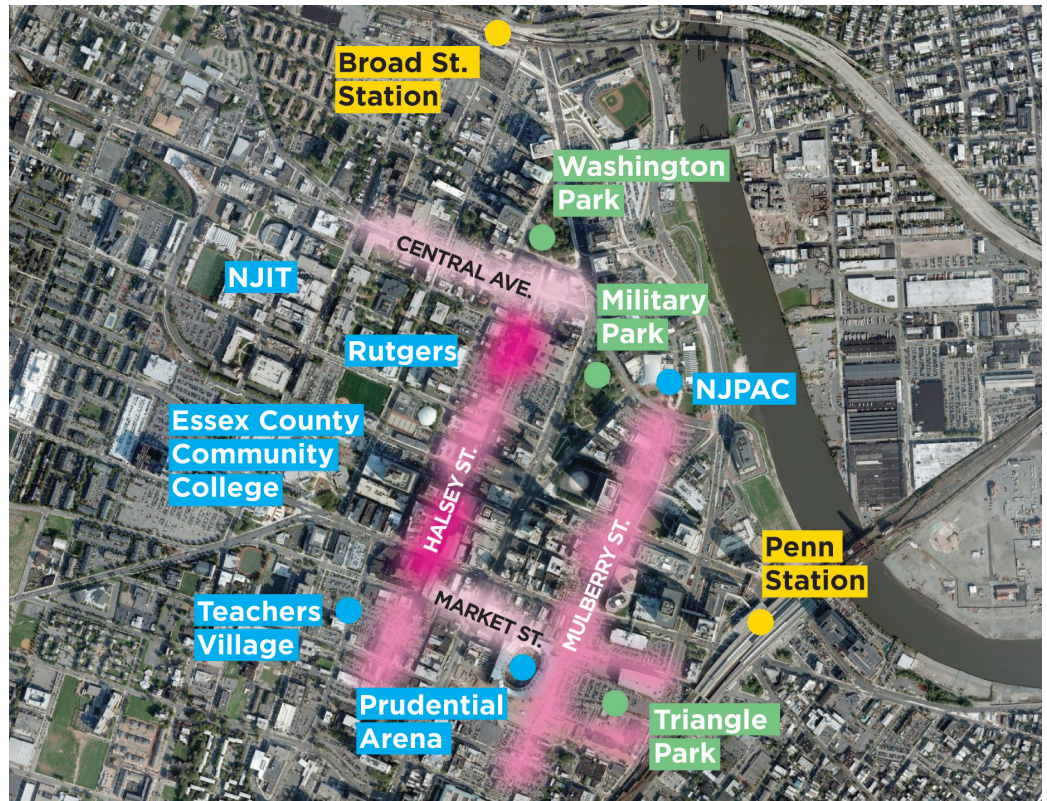 Broad St.
Station
Washington
Park
CENTRAL AVE.
NJIT
Military
Park
Rutgers
NJPAC
Essex County
Community
College
HALSEY ST.
MULBERRY ST.
Penn
Station
MARKET ST.
Teachers
Village
Prudential
Arena
Triangle
Park